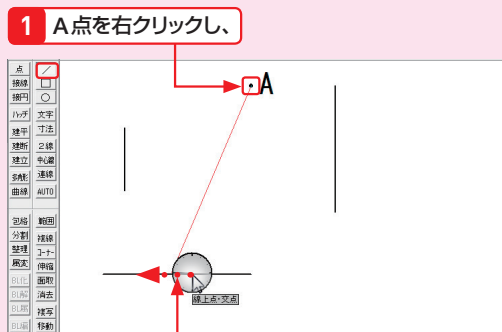 1 A点を右クリックし、
A
点 ／
接線 □
接円 ○
ハッチ 文字
建平 寸法
建断 2線
建立 中心線
多角形 連線
曲線 AUTO
包絡 範囲
分割 複線
整理 コーナー
属変 伸縮
BL化 面取
BL解 消去
BL属 複写
BL編 移動
線上点・交点